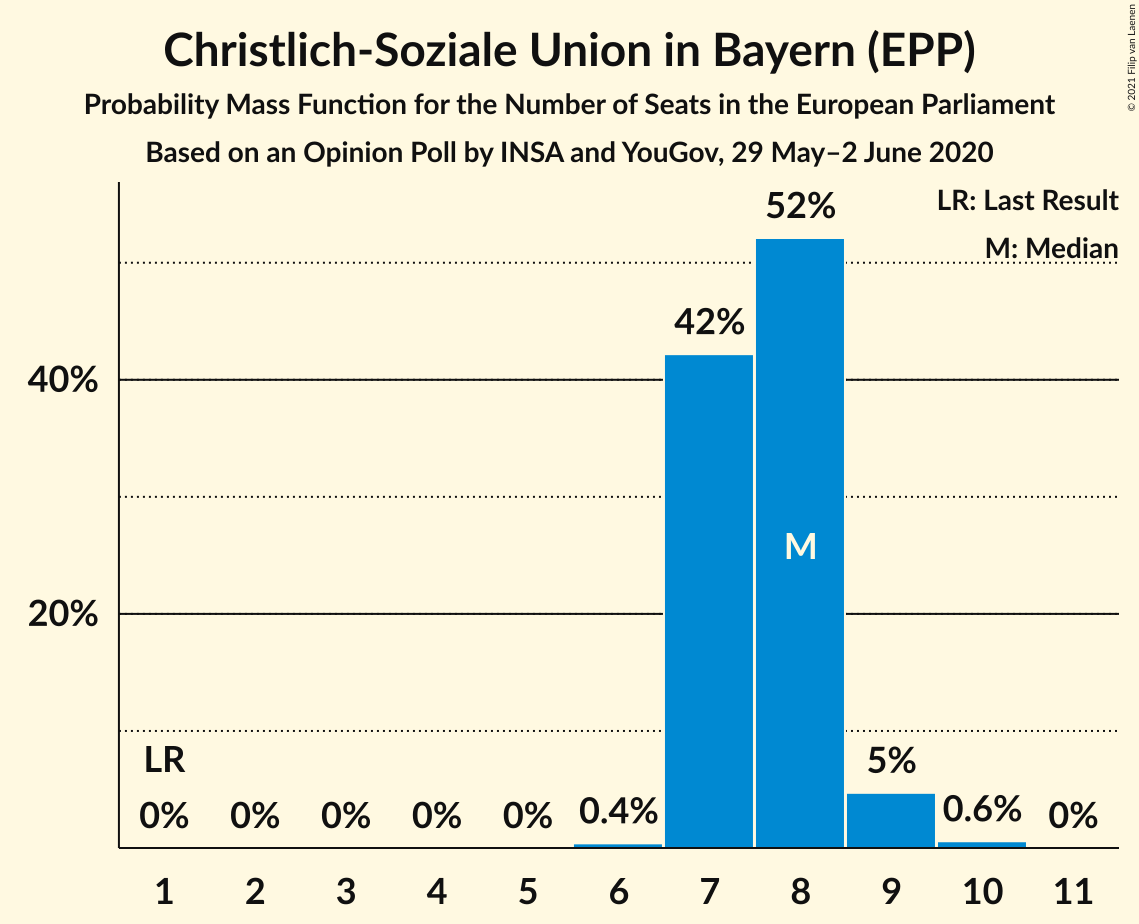 Christlich-Soziale Union in Bayern (EPP)
Probability Mass Function for the Number of Seats in the European Parliament
Based on an Opinion Poll by INSA and YouGov, 29 May–2 June 2020
© 2021 Filip van Laenen
LR: Last Result
M: Median
52%
42%
40%
M
20%
LR
5%
0% 0% 0% 0% 0% 0.4% 0.6% 0%
1 2 3 4 5 6 7 8 9 10 11